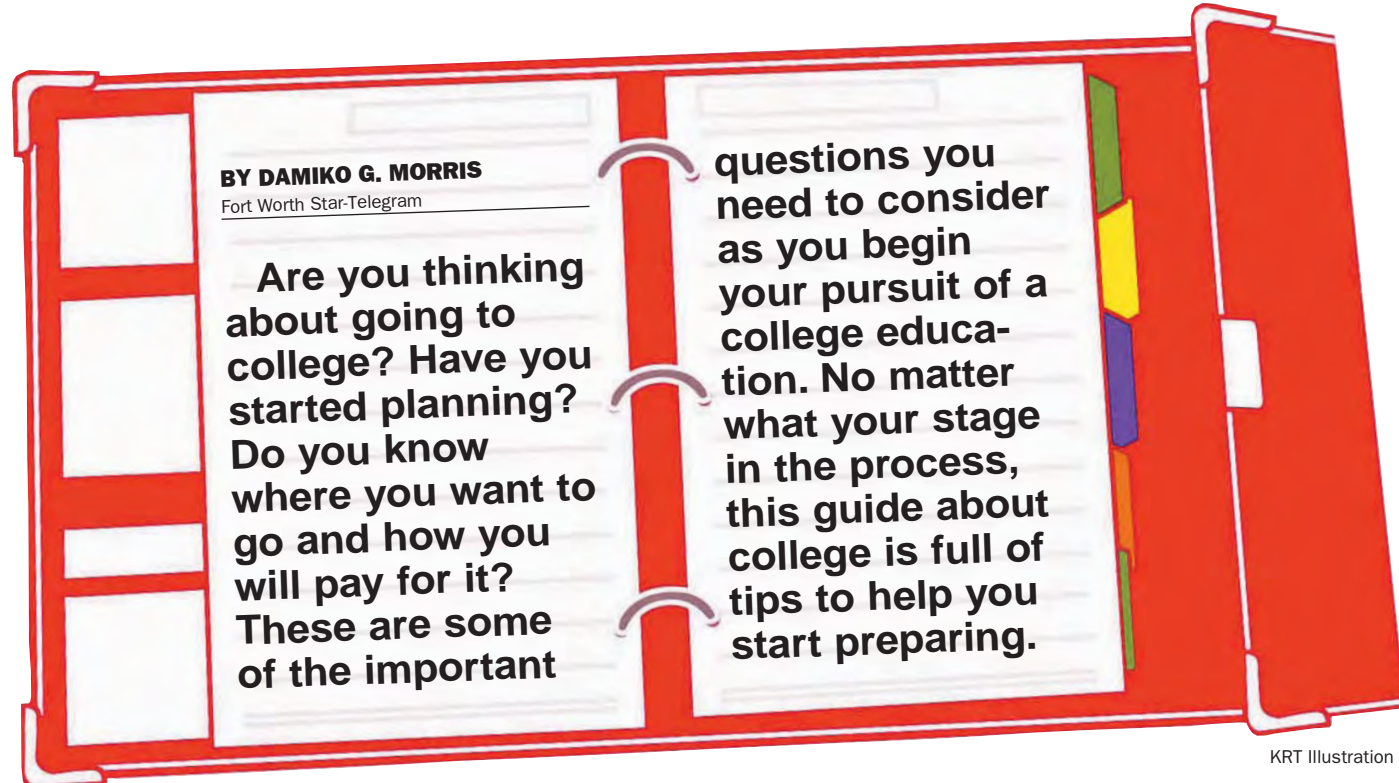 BY DAMIKO G. MORRIS
Fort Worth Star-Telegram
Are you thinking
about going to
college? Have you
started planning?
Do you know
where you want to
go and how you
will pay for it?
These are some
of the important
questions you
need to consider
as you begin
your pursuit of a
college educa-
tion. No matter
what your stage
in the process,
this guide about
college is full of
tips to help you
start preparing.
KRT Illustration